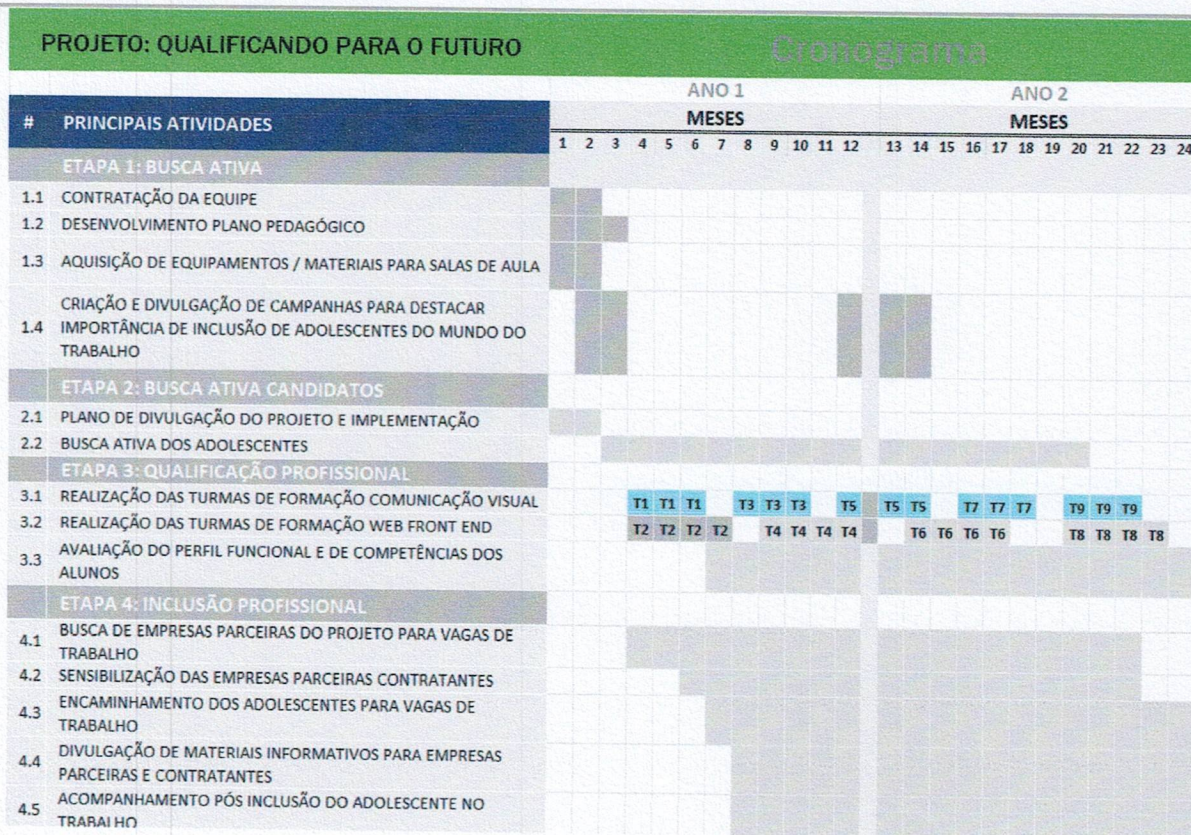 PROJETO: QUALIFICANDO PARA O FUTURO
Cronograma
ANO 1 ANO 2
MESES MESES
# PRINCIPAIS ATIVIDADES
1 2 3 4 5 6 7 8 9 10 11 12 13 14 15 16 17 18 19 20 21 22 23 24
ETAPA 1: BUSCA ATIVA
1.1 CONTRATAÇÃO DA EQUIPE
1.2 DESENVOLVIMENTO PLANO PEDAGÓGICO
1.3 AQUISIÇÃO DE EQUIPAMENTOS / MATERIAIS PARA SALAS DE AULA
CRIAÇÃO E DIVULGAÇÃO DE CAMPANHAS PARA DESTACAR
1.4 IMPORTÂNCIA DE INCLUSÃO DE ADOLESCENTES DO MUNDO DO
TRABALHO
ETAPA 2: BUSCA ATIVA CANDIDATOS
2.1 PLANO DE DIVULGAÇÃO DO PROJETO E IMPLEMENTAÇÃO
2.2 BUSCA ATIVA DOS ADOLESCENTES
ETAPA 3: QUALIFICAÇÃO PROFISSIONAL
3.1 REALIZAÇÃO DAS TURMAS DE FORMAÇÃO COMUNICAÇÃO VISUAL T1 T1 T1 T3 T3 T3 T5 T5 T5 T7 T7 T7 T9 T9 T9
3.2 REALIZAÇÃO DAS TURMAS DE FORMAÇÃO WEB FRONT END T2 T2 T2 T2 T4 T4 T4 T4 T6 T6 T6 T6 T8 T8 T8 T8
3.3 AVALIAÇÃO DO PERFIL FUNCIONAL E DE COMPETÊNCIAS DOS
ALUNOS
ETAPA 4: INCLUSÃO PROFISSIONAL
4.1 BUSCA DE EMPRESAS PARCEIRAS DO PROJETO PARA VAGAS DE
TRABALHO
4.2 SENSIBILIZAÇÃO DAS EMPRESAS PARCEIRAS CONTRATANTES
4.3 ENCAMINHAMENTO DOS ADOLESCENTES PARA VAGAS DE
TRABALHO
4.4 DIVULGAÇÃO DE MATERIAIS INFORMATIVOS PARA EMPRESAS
PARCEIRAS E CONTRATANTES
4.5 ACOMPANHAMENTO PÓS INCLUSÃO DO ADOLESCENTE NO
TRABALHO